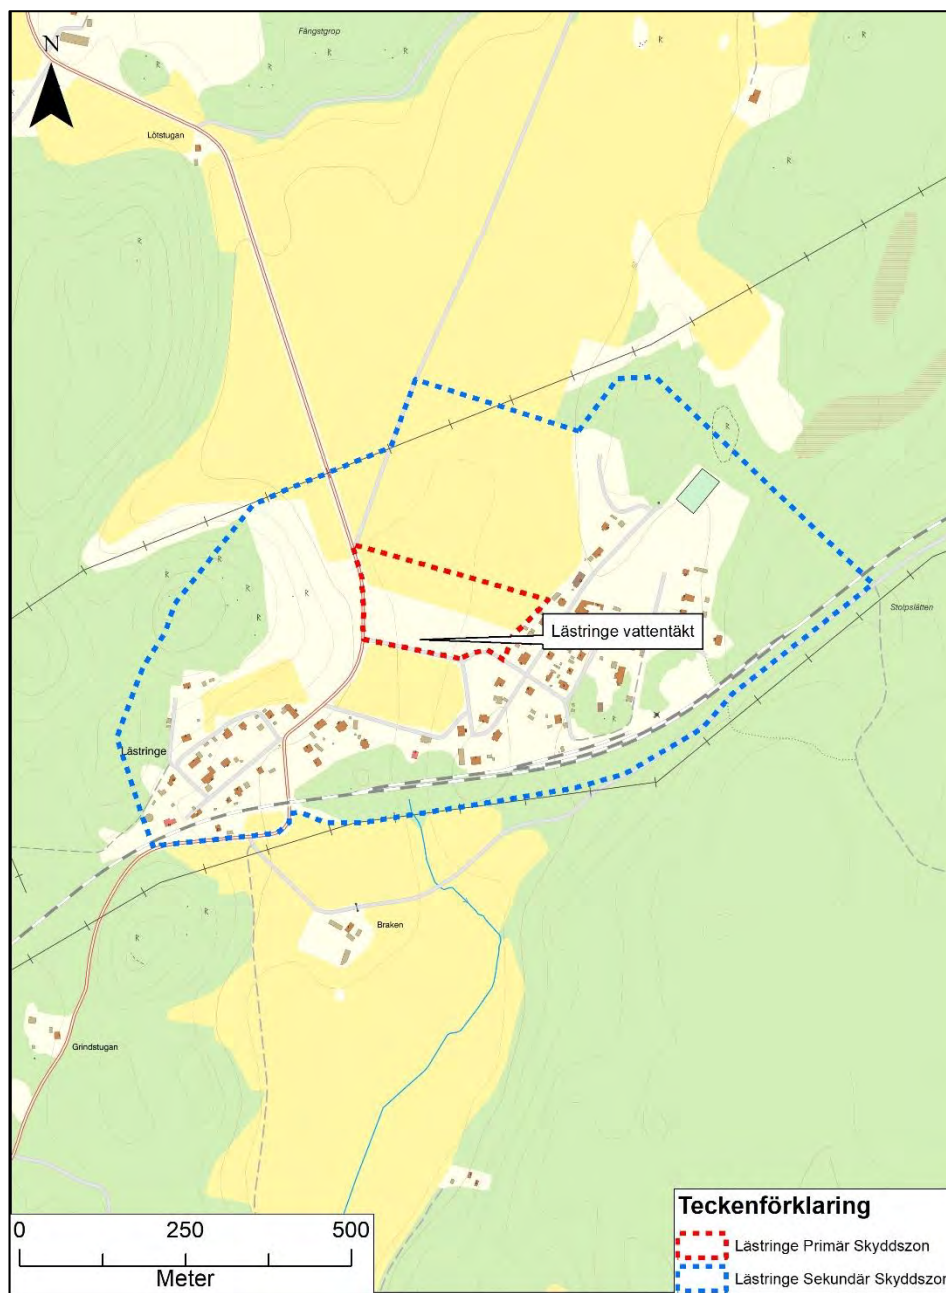 Fångstgrop
N
R
R
R
R
R
R
Lötstugan
R
R
R
R
R
R
R
R
R
Lästringe vattentäkt
Stolpslätten
R
Lästringe
Braken
R
R
Grindstugan
0 250 500
Meter
Teckenförklaring
Lästringe Primär Skyddszon
Lästringe Sekundär Skyddszon